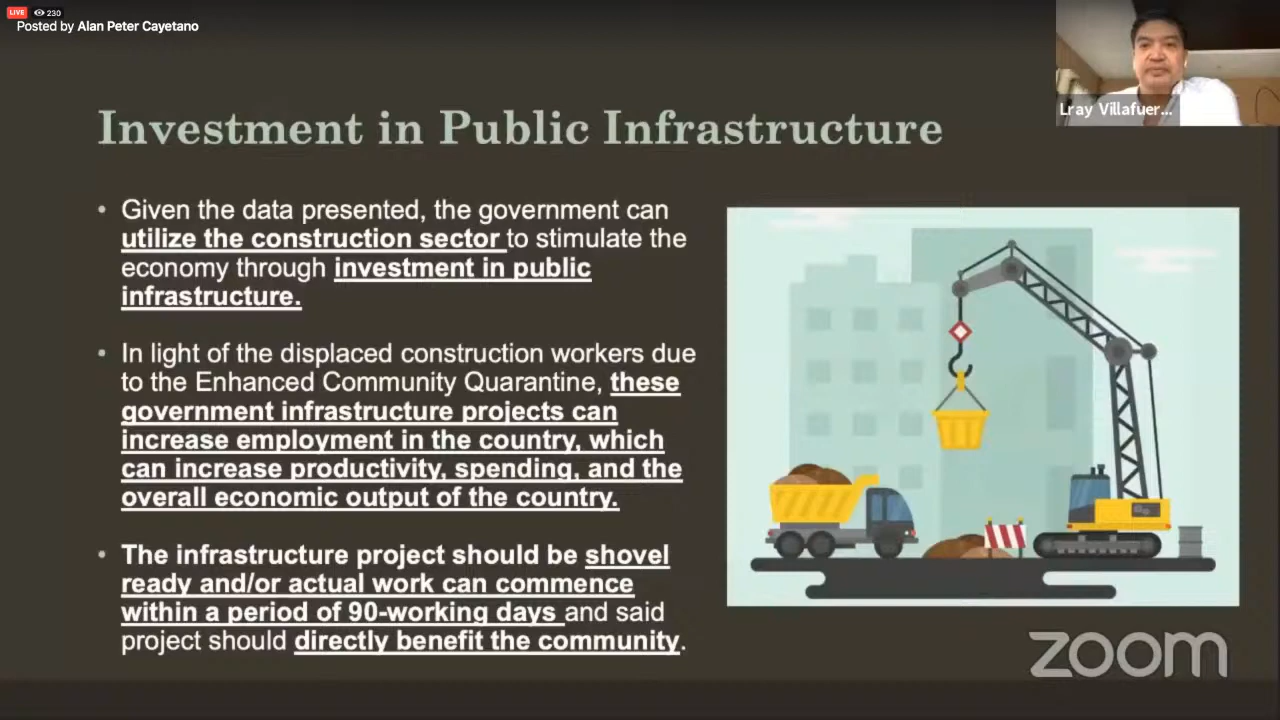 LIVE 230
Posted by Alan Peter Cayetano
Lray Villafuer...
Investment in Public Infrastructure
• Given the data presented, the government can
utilize the construction sector to stimulate the
economy through investment in public
infrastructure.
• In light of the displaced construction workers due
to the Enhanced Community Quarantine, these
government infrastructure projects can
increase employment in the country, which
can increase productivity, spending, and the
overall economic output of the country.
• The infrastructure project should be shovel
ready and/or actual work can commence
within a period of 90-working days and said
project should directly benefit the community.
zoom